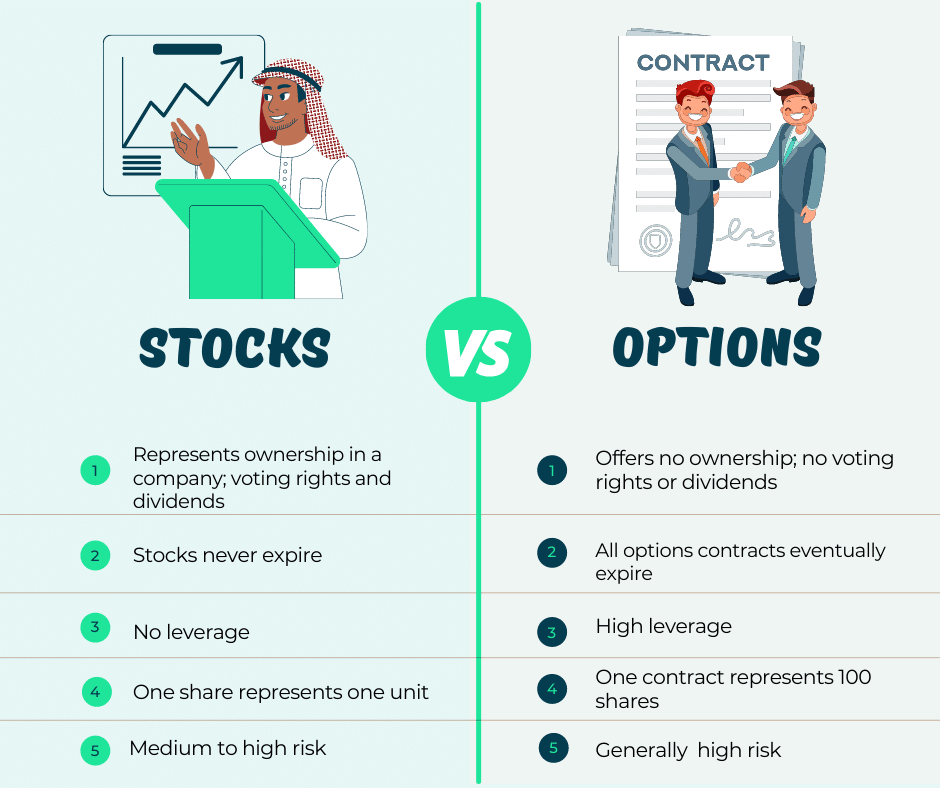 CONTRACT
STOCKS
VS
OPTIONS
1
Represents ownership in a
company; voting rights and
dividends
2
Stocks never expire
3
No leverage
4
One share represents one unit
5
Medium to high risk
1
Offers no ownership; no voting
rights or dividends
2
All options contracts eventually
expire
3
High leverage
4
One contract represents 100
shares
5
Generally  high risk